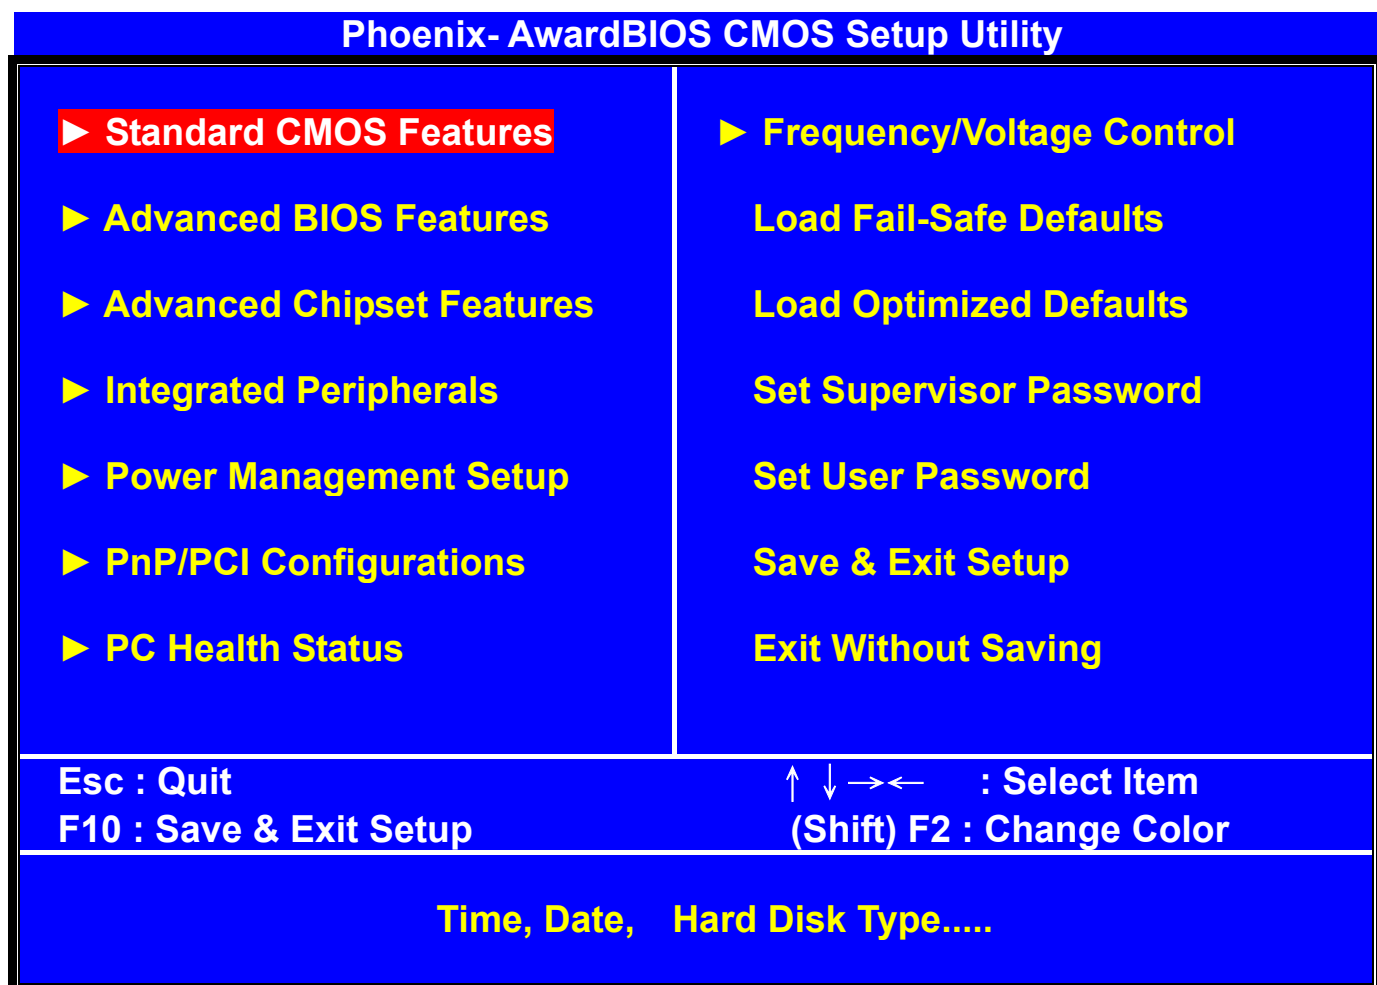 Phoenix- AwardBIOS CMOS Setup Utility
► Standard CMOS Features
► Advanced BIOS Features
► Advanced Chipset Features
► Integrated Peripherals
► Power Management Setup
► PnP/PCI Configurations
► PC Health Status
► Frequency/Voltage Control
Load Fail-Safe Defaults
Load Optimized Defaults
Set Supervisor Password
Set User Password
Save & Exit Setup
Exit Without Saving
Esc : Quit
↑ ↓ → ← : Select Item
F10 : Save & Exit Setup
(Shift) F2 : Change Color
Time, Date, Hard Disk Type.....